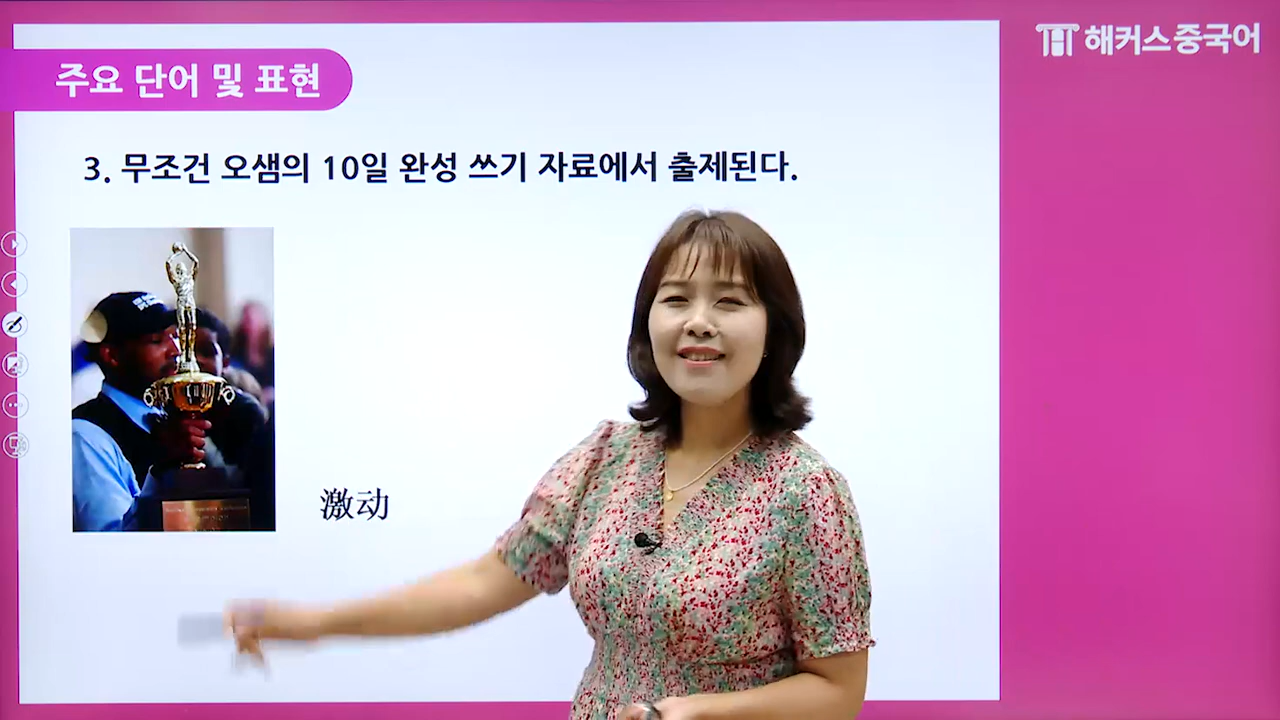 해커스중국어
주요 단어 및 표현
3. 무조건 오샘의 10일 완성 쓰기 자료에서 출제된다.
激动